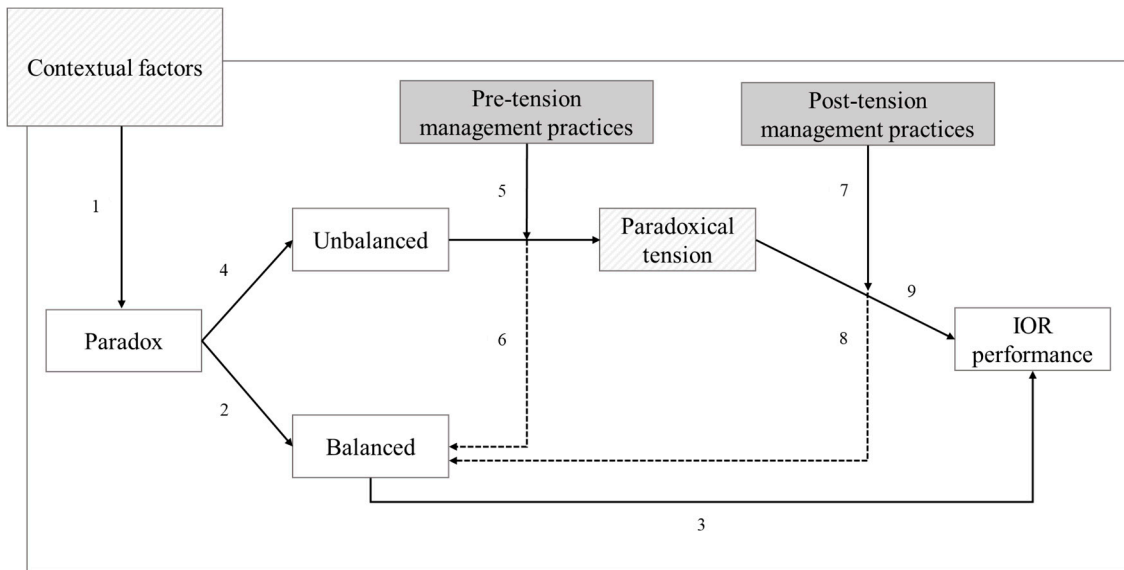 Contextual factors
Pre-tension
management practices
Post-tension
management practices
1
5
7
Unbalanced
Paradoxical
tension
4
9
Paradox
6
8
IOR
performance
2
Balanced
3